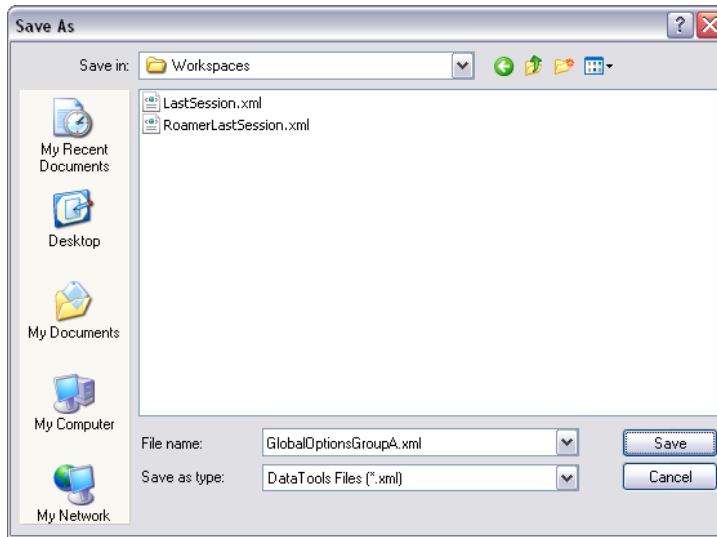 Save As
Save in:
Workspaces
LastSession.xml
RoamerLastSession.xml
My Recent
Documents
Desktop
My Documents
My Computer
My Network
File name:
GlobalOptionsGroupA.xml
Save
Save as type:
DataTools Files (*.xml)
Cancel